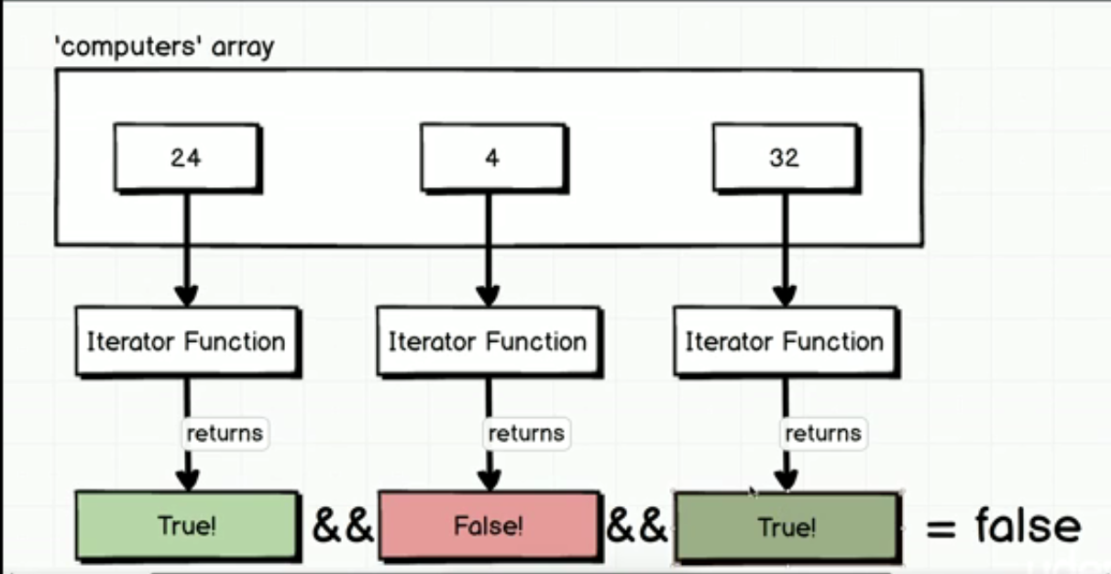 'computers' array
24 4 32
Iterator Function Iterator Function Iterator Function
returns returns returns
True! && False! && True! = false